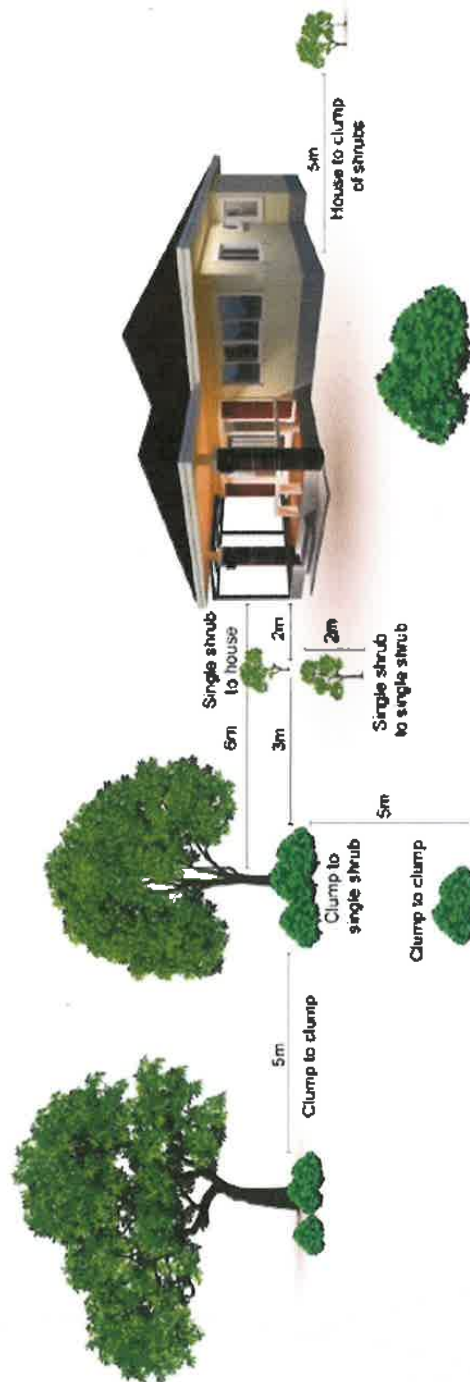 Single shrub
to house
6m
3m
2m
5m
Clump to clump
Clump to
single shrub
2m
Single shrub
to single shrub
5m
Clump to clump
5m
House to clump
of shrubs